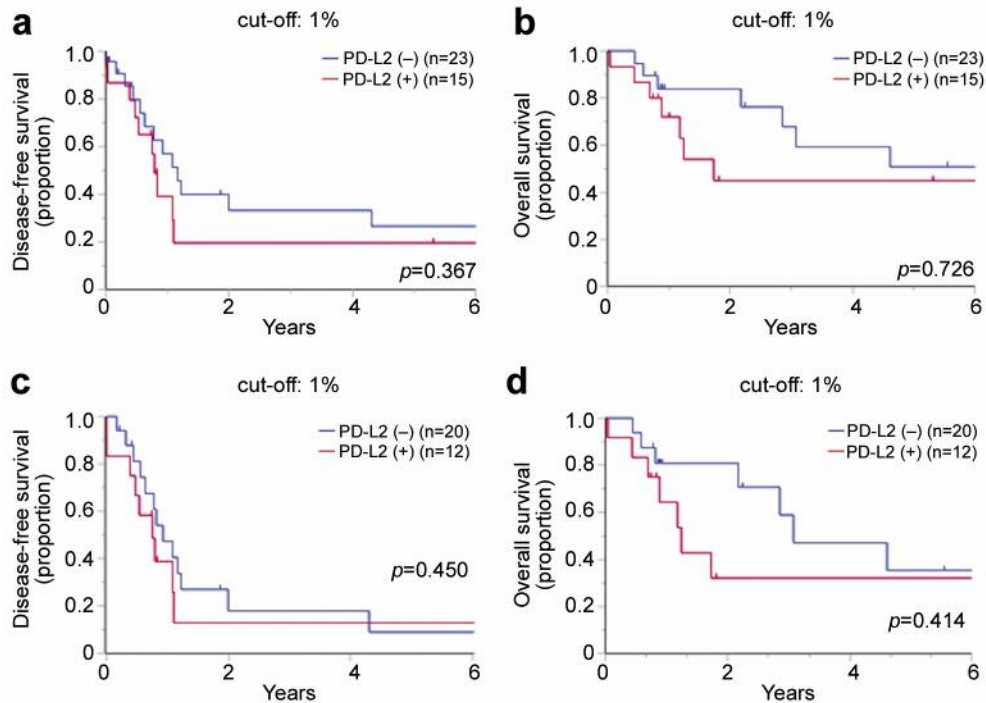 a
cut-off: 1%
PD-L2 (–) (n=23)
PD-L2 (+) (n=15)
Disease-free survival
(proportion)
1.0
0.8
0.6
0.4
0.2
0
p=0.367
0 2 4 6
Years
b
cut-off: 1%
PD-L2 (–) (n=23)
PD-L2 (+) (n=15)
Overall survival
(proportion)
1.0
0.8
0.6
0.4
0.2
0
p=0.726
0 2 4 6
Years
c
cut-off: 1%
PD-L2 (–) (n=20)
PD-L2 (+) (n=12)
Disease-free survival
(proportion)
1.0
0.8
0.6
0.4
0.2
0
p=0.450
0 2 4 6
Years
d
cut-off: 1%
PD-L2 (–) (n=20)
PD-L2 (+) (n=12)
Overall survival
(proportion)
1.0
0.8
0.6
0.4
0.2
0
p=0.414
0 2 4 6
Years